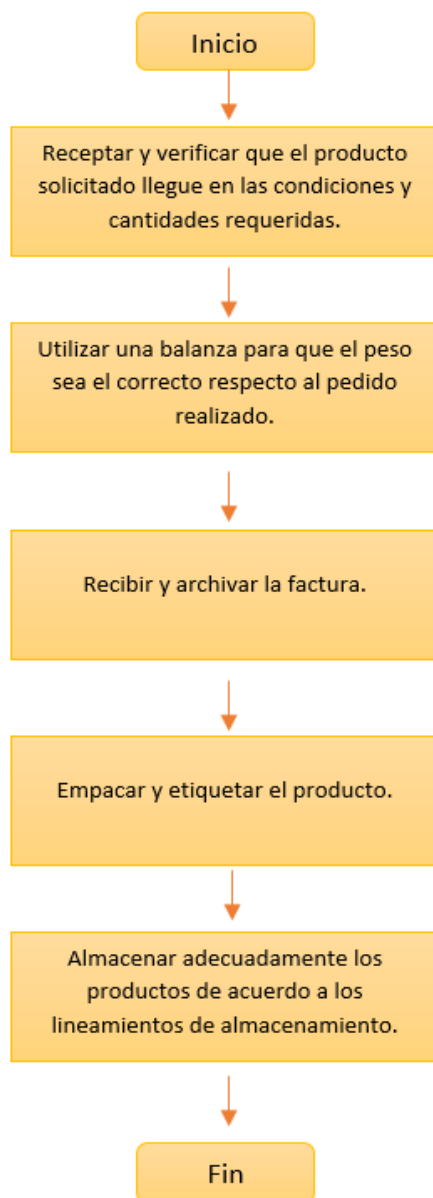 Inicio
Receptar y verificar que el producto
solicitado llegue en las condiciones y
cantidades requeridas.
Utilizar una balanza para que el peso
sea el correcto respecto al pedido
realizado.
Recibir y archivar la factura.
Empacar y etiquetar el producto.
Almacenar adecuadamente los
productos de acuerdo a los
lineamientos de almacenamiento.
Fin